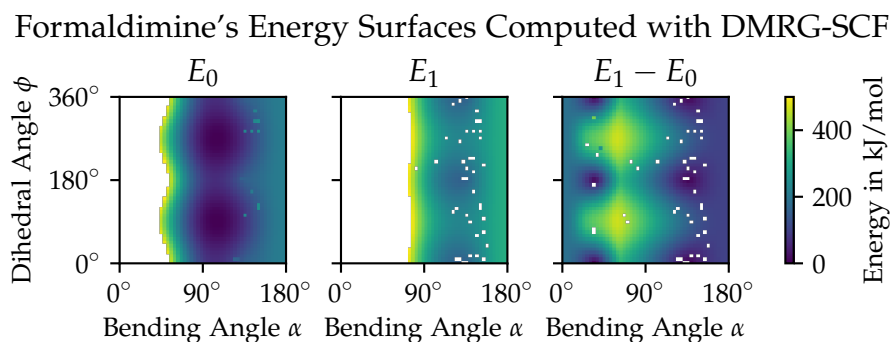 Formaldimine's Energy Surfaces Computed with DMRG-SCF
E₀ E₁ E₁ − E₀
Dihedral Angle ϕ
360°
180°
0°
0° 90° 180° 0° 90° 180° 0° 90° 180°
Bending Angle α Bending Angle α Bending Angle α
400
200
0
Energy in kJ/mol